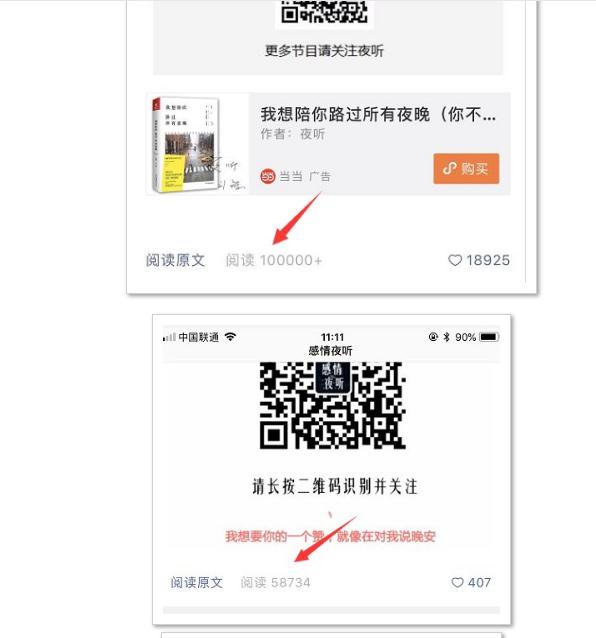 更多节目请关注夜听
我想陪你路过所有夜晚（你不...
作者：夜听
当当 广告
购买
阅读原文 阅读 100000+ 18925
中国联通 11:11 90%
感情夜听
感情
夜听
请长按二维码识别并关注
我想要你的一个赞，就像在对我说晚安
阅读原文 阅读 58734 407